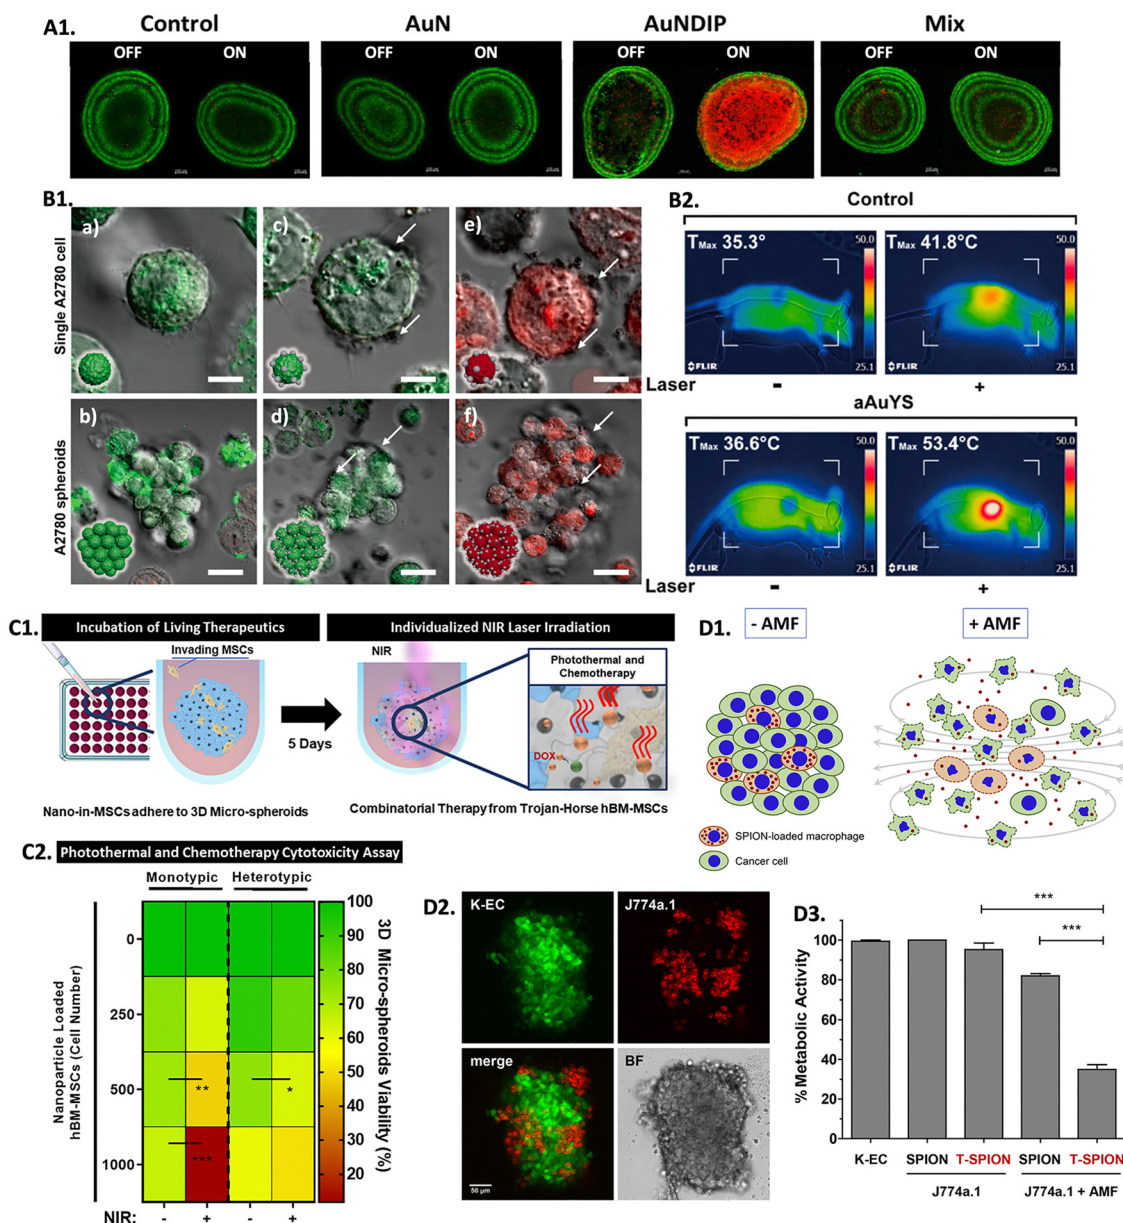 A1.
Control
AuN
AuNDIP
Mix
OFF
ON
OFF
ON
OFF
ON
OFF
ON
B1.
Single A2780 cell
a)
c)
e)
A2780 spheroids
b)
d)
f)
B2.
Control
TMax 35.3°
50.0
FLIR
25.1
TMax 41.8°C
50.0
FLIR
25.1
Laser
-
+
aAuYS
TMax 36.6°C
50.0
FLIR
25.1
TMax 53.4°C
50.0
FLIR
25.1
Laser
-
+
C1.
Incubation of Living Therapeutics
Individualized NIR Laser Irradiation
Invading MSCs
5 Days
NIR
Photothermal and
Chemotherapy
DOX
Nano-in-MSCs adhere to 3D Micro-spheroids
Combinatorial Therapy from Trojan-Horse hBM-MSCs
D1.
- AMF
+ AMF
SPION-loaded macrophage
Cancer cell
C2.
Photothermal and Chemotherapy Cytotoxicity Assay
Monotypic
Heterotypic
Nanoparticle Loaded
hBM-MSCs (Cell Number)
0
250
500
1000
**
*
***
NIR:
-
+
-
+
100
90
80
70
60
50
40
30
20
3D Micro-spheroids Viability (%)
D2.
K-EC
J774a.1
merge
BF
50 µm
D3.
% Metabolic Activity
100
80
60
40
20
0
***
***
K-EC
SPION
T-SPION
SPION
T-SPION
J774a.1
J774a.1 + AMF